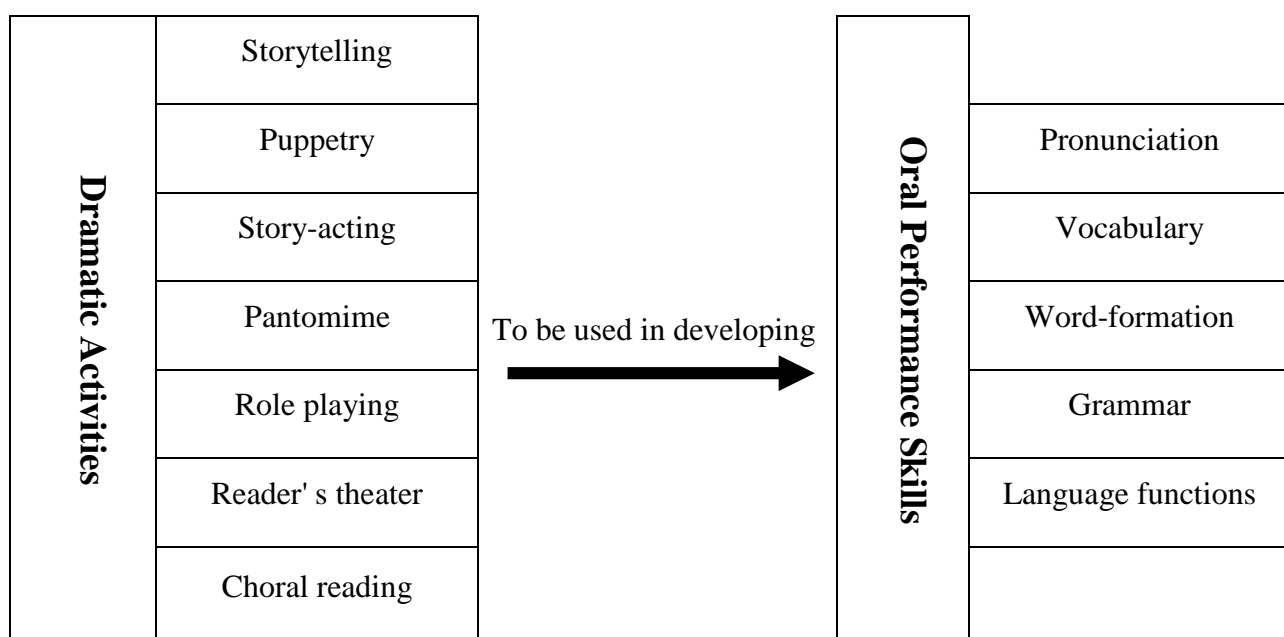 Dramatic Activities
Storytelling
Puppetry
Story-acting
Pantomime
Role playing
Reader' s theater
Choral reading
To be used in developing
Oral Performance Skills
Pronunciation
Vocabulary
Word-formation
Grammar
Language functions